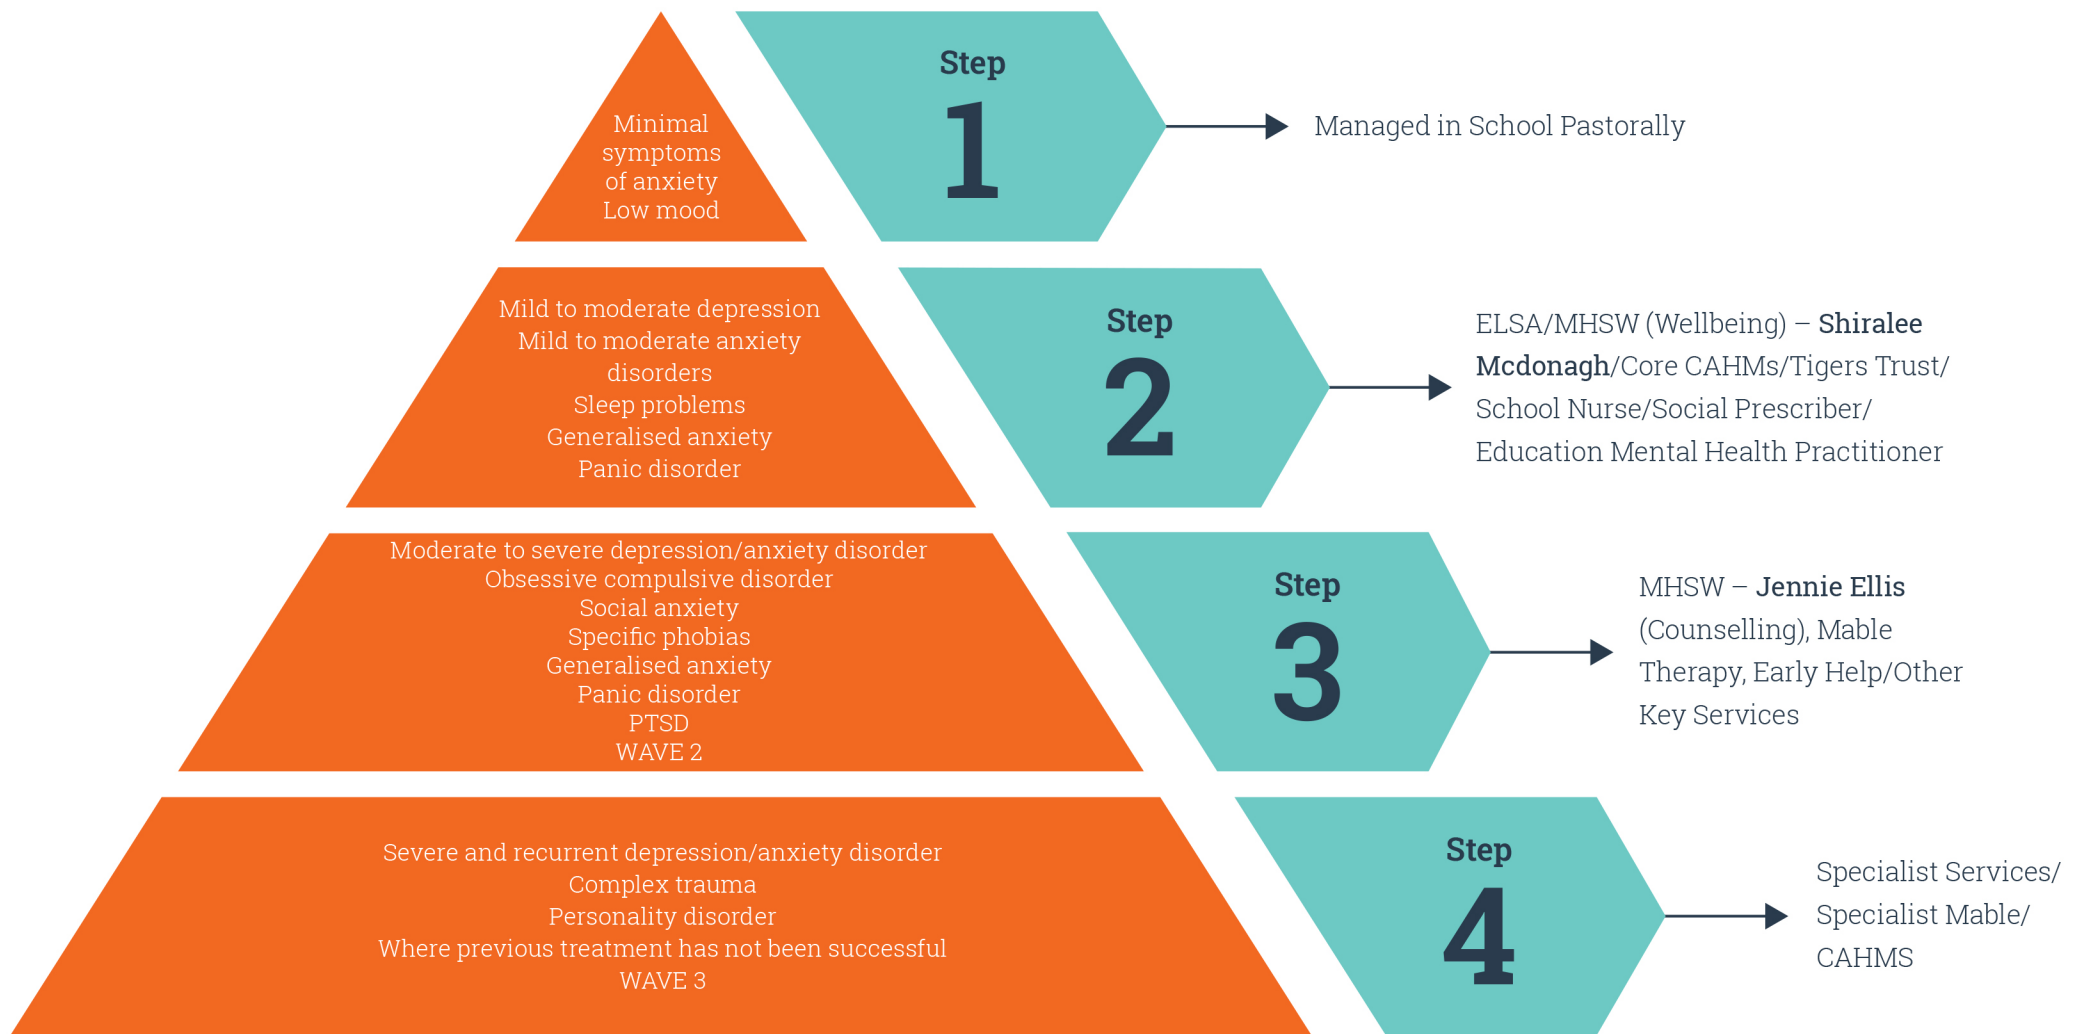 Minimal
symptoms
of anxiety
Low mood
Step
1
Managed in School Pastorally
Mild to moderate depression
Mild to moderate anxiety
disorders
Sleep problems
Generalised anxiety
Panic disorder
Step
2
ELSA/MHSW (Wellbeing) – Shiralee
Mcdonagh/Core CAHMs/Tigers Trust/
School Nurse/Social Prescriber/
Education Mental Health Practitioner
Moderate to severe depression/anxiety disorder
Obsessive compulsive disorder
Social anxiety
Specific phobias
Generalised anxiety
Panic disorder
PTSD
WAVE 2
Step
3
MHSW – Jennie Ellis
(Counselling), Mable
Therapy, Early Help/Other
Key Services
Severe and recurrent depression/anxiety disorder
Complex trauma
Personality disorder
Where previous treatment has not been successful
WAVE 3
Step
4
Specialist Services/
Specialist Mable/
CAHMS